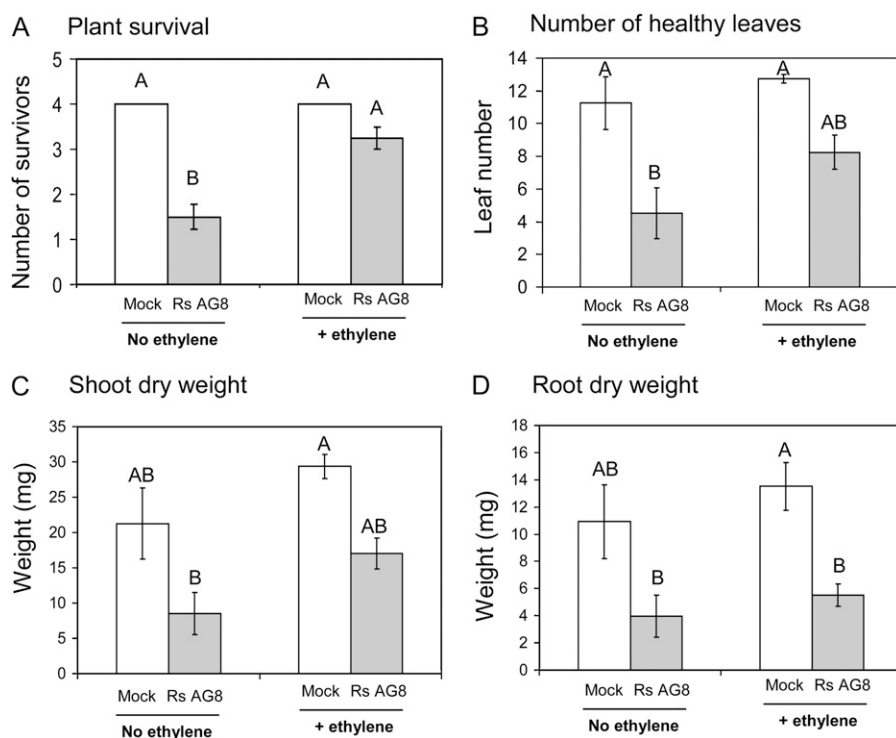 A Plant survival
Number of survivors
5
4
3
2
1
0
A
B
A
A
Mock Rs AG8 Mock Rs AG8
No ethylene + ethylene
B Number of healthy leaves
Leaf number
14
12
10
8
6
4
2
0
A
B
A
AB
Mock Rs AG8 Mock Rs AG8
No ethylene + ethylene
C Shoot dry weight
Weight (mg)
35
30
25
20
15
10
5
0
AB
B
A
AB
Mock Rs AG8 Mock Rs AG8
No ethylene + ethylene
D Root dry weight
Weight (mg)
18
16
14
12
10
8
6
4
2
0
AB
B
A
B
Mock Rs AG8 Mock Rs AG8
No ethylene + ethylene